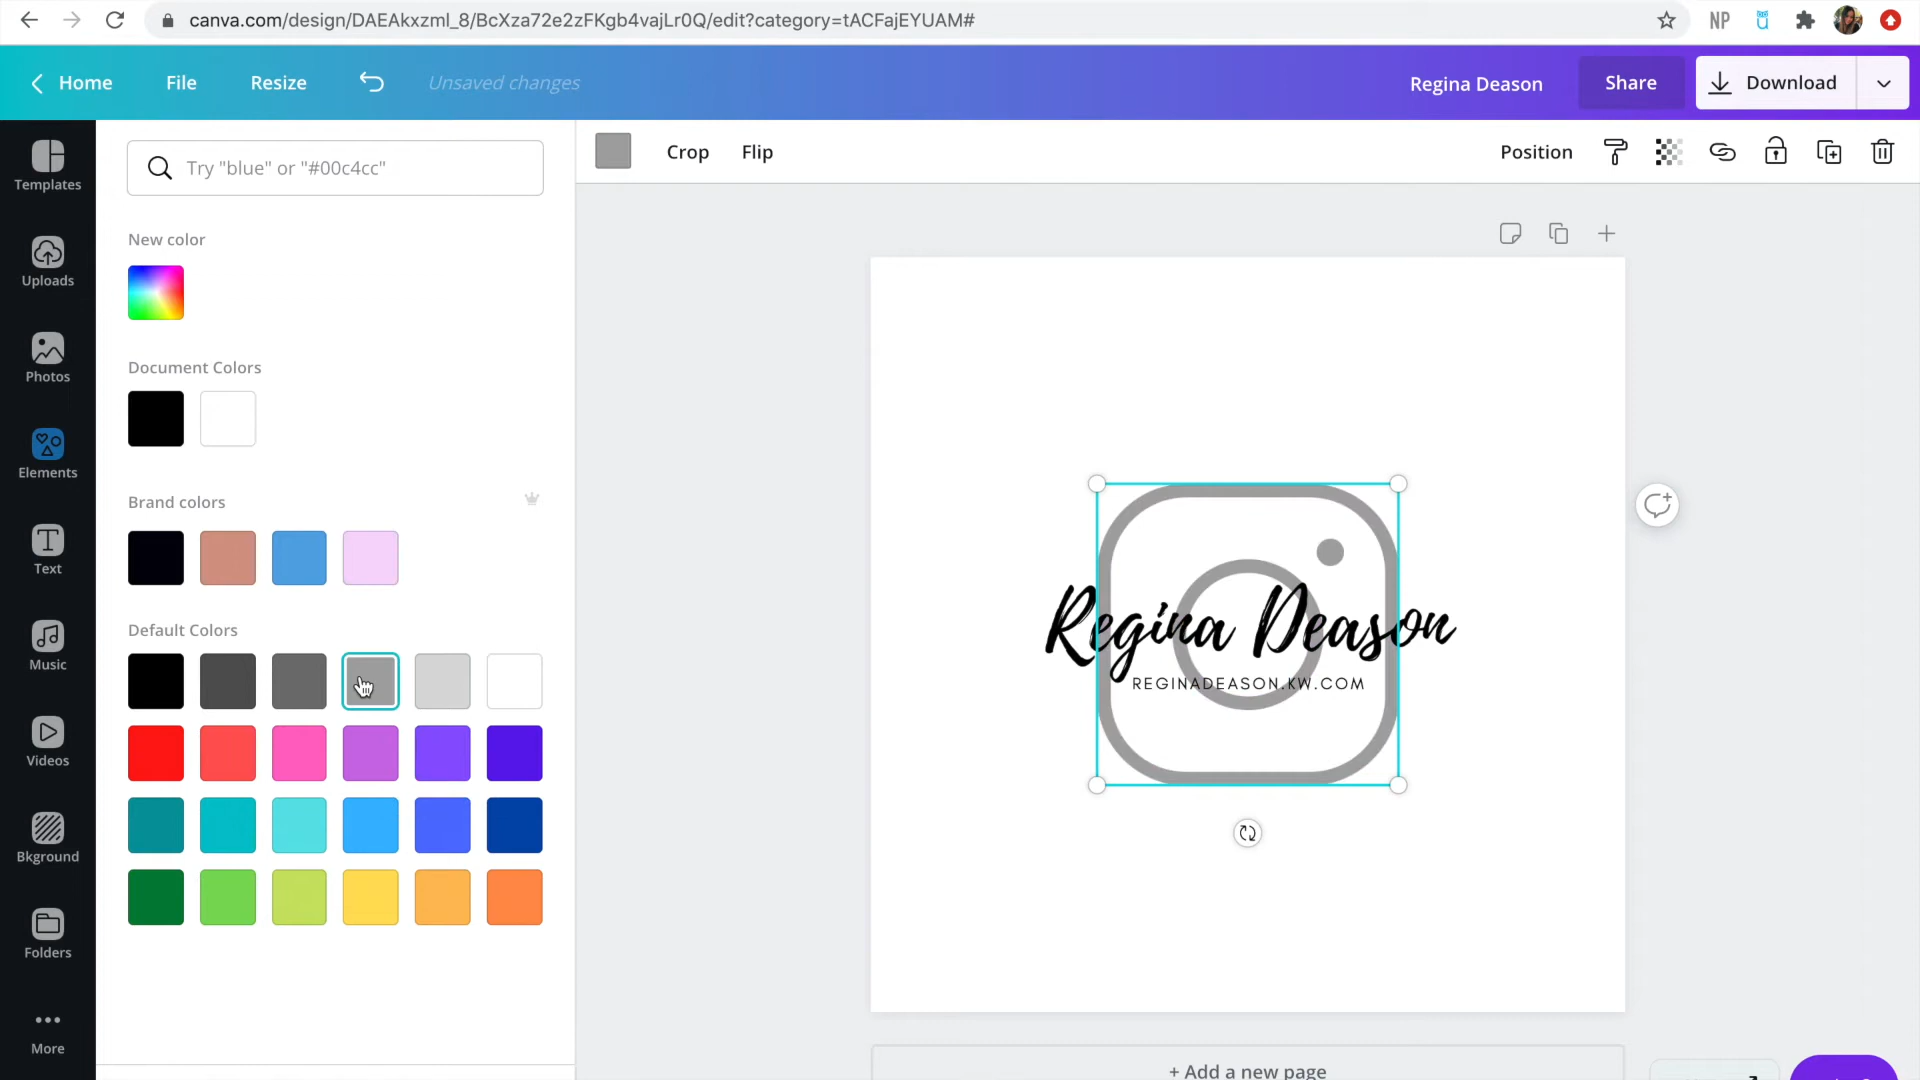 canva.com/design/DAEAkxzml_8/BcXza72e2zFKgb4vajLr0Q/edit?category=tACFajEYUAM#
NP
Home
File
Resize
Unsaved changes
Regina Deason
Share
Download
Templates
Uploads
Photos
Elements
Text
Music
Videos
Bkground
Folders
More
Try "blue" or "#00c4cc"
New color
Document Colors
Brand colors
Default Colors
Crop
Flip
Position
Regina Deason
REGINADEASON.KW.COM
+ Add a new page